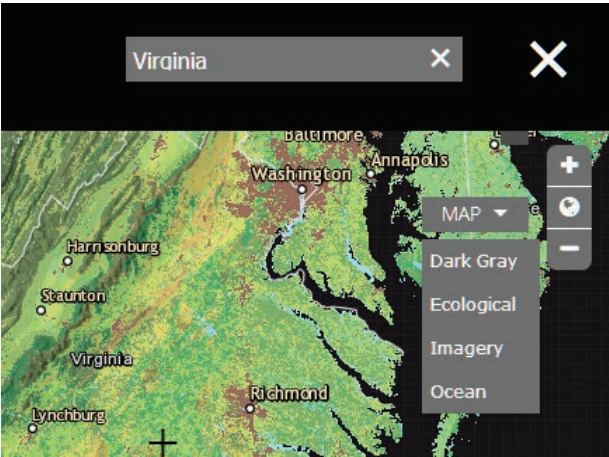 Virginia
Baltimore
Annapolis
Washington
MAP
Harrisonburg
Dark Gray
Staunton
Ecological
Imagery
Virginia
Richmond
Ocean
Lynchburg